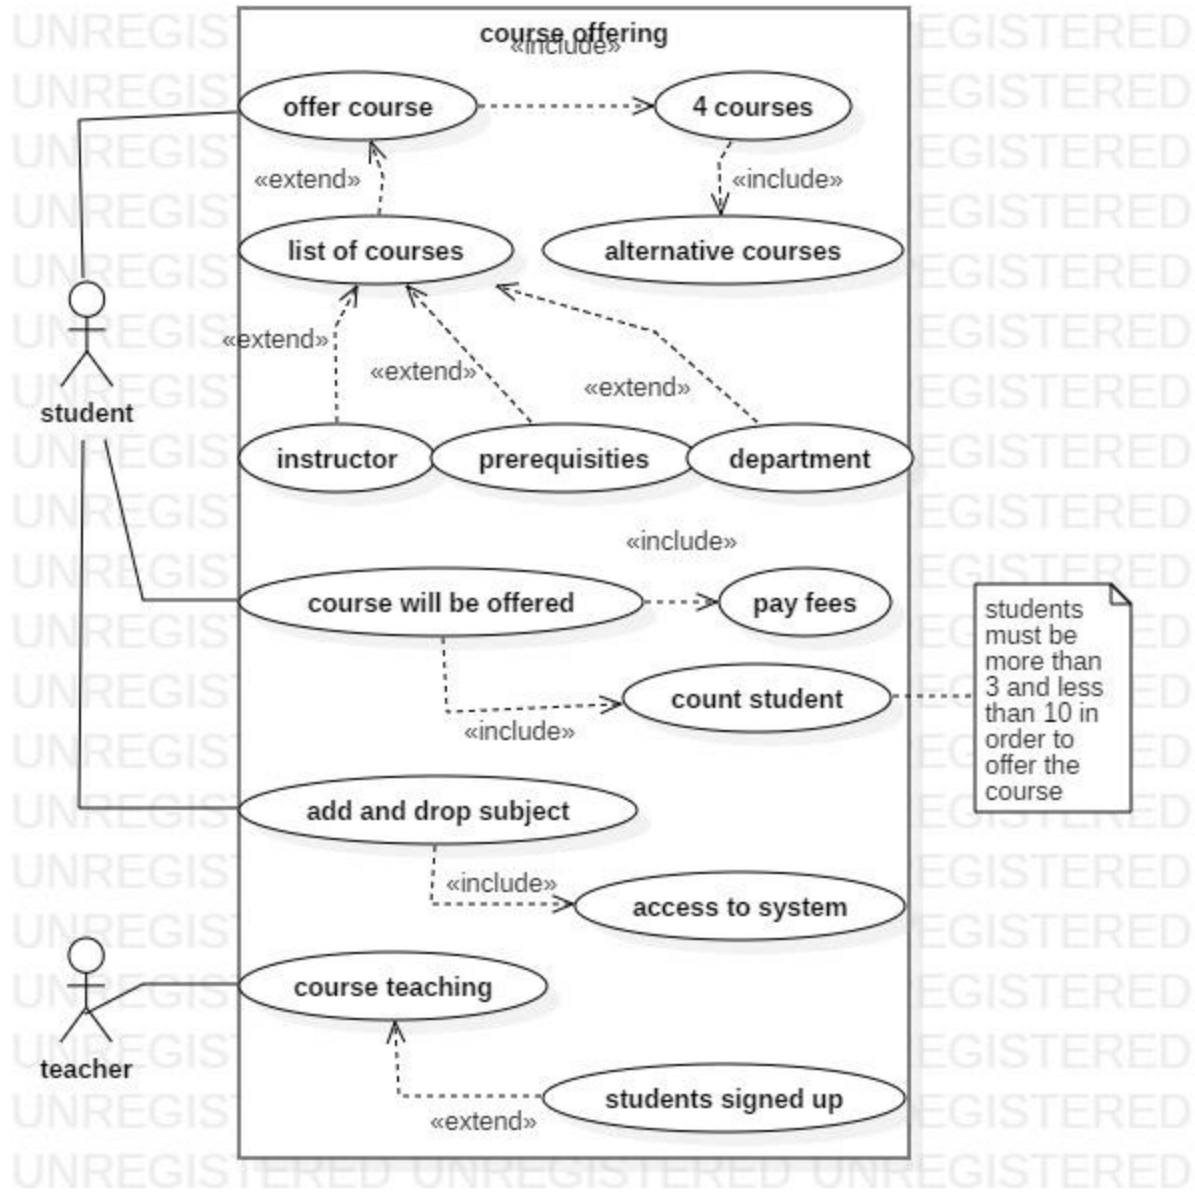 course offering
«include»
offer course
4 courses
«extend»
«include»
list of courses
alternative courses
«extend»
«extend»
«extend»
student
instructor
prerequisities
department
«include»
course will be offered
pay fees
students
must be
more than
3 and less
than 10 in
order to
offer the
course
count student
«include»
add and drop subject
«include»
access to system
course teaching
teacher
students signed up
«extend»
UNREGISTERED UNREGISTERED UNREGISTERED